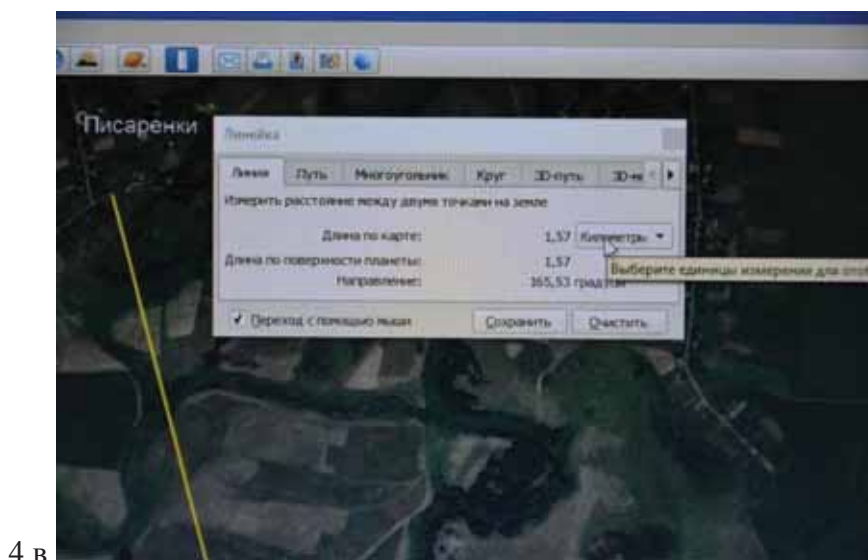 Писаренки
Линейка
Линия Путь Многоугольник Круг 3D-путь
Измерить расстояние между двумя точками на земле
Длина по карте: 1,57 Километры
Длина по поверхности планеты: 1,57
Выберите единицы измерения для
Направление: 165,53 градусов
Переход с помощью мыши Сохранить Очистить
4 в